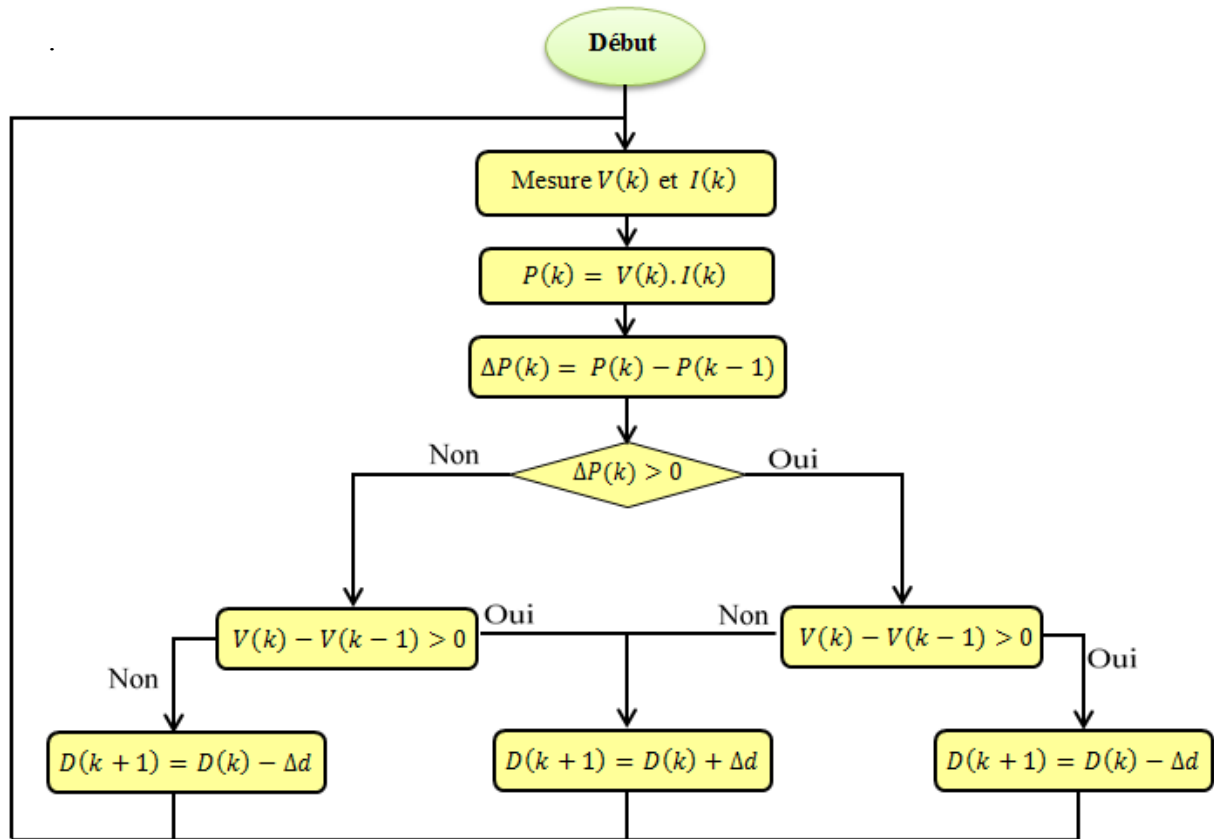 Début
Mesure V(k) et I(k)
P(k) = V(k).I(k)
ΔP(k) = P(k) − P(k − 1)
Non
ΔP(k) > 0
Oui
V(k) − V(k − 1) > 0
Oui
Non
V(k) − V(k − 1) > 0
Non
Oui
D(k + 1) = D(k) − Δd
D(k + 1) = D(k) + Δd
D(k + 1) = D(k) − Δd